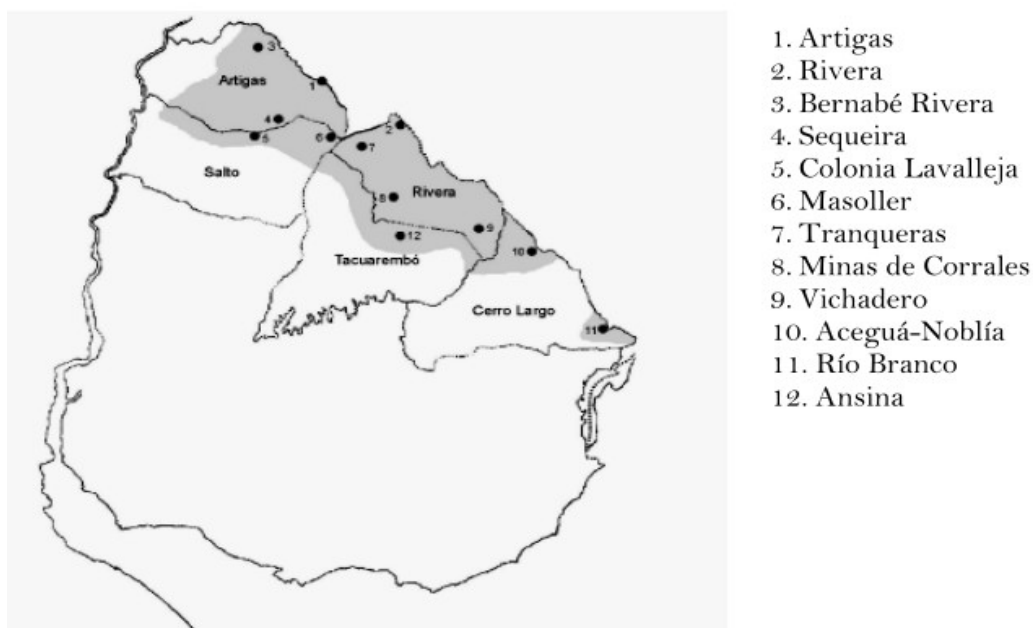 3
Artigas
1
4
5
6
2
7
Salto
Rivera
8
9
12
10
Tacuarembó
Cerro Largo
11
1. Artigas
2. Rivera
3. Bernabé Rivera
4. Sequeira
5. Colonia Lavalleja
6. Masoller
7. Tranqueras
8. Minas de Corrales
9. Vichadero
10. Aceguá-Noblía
11. Río Branco
12. Ansina